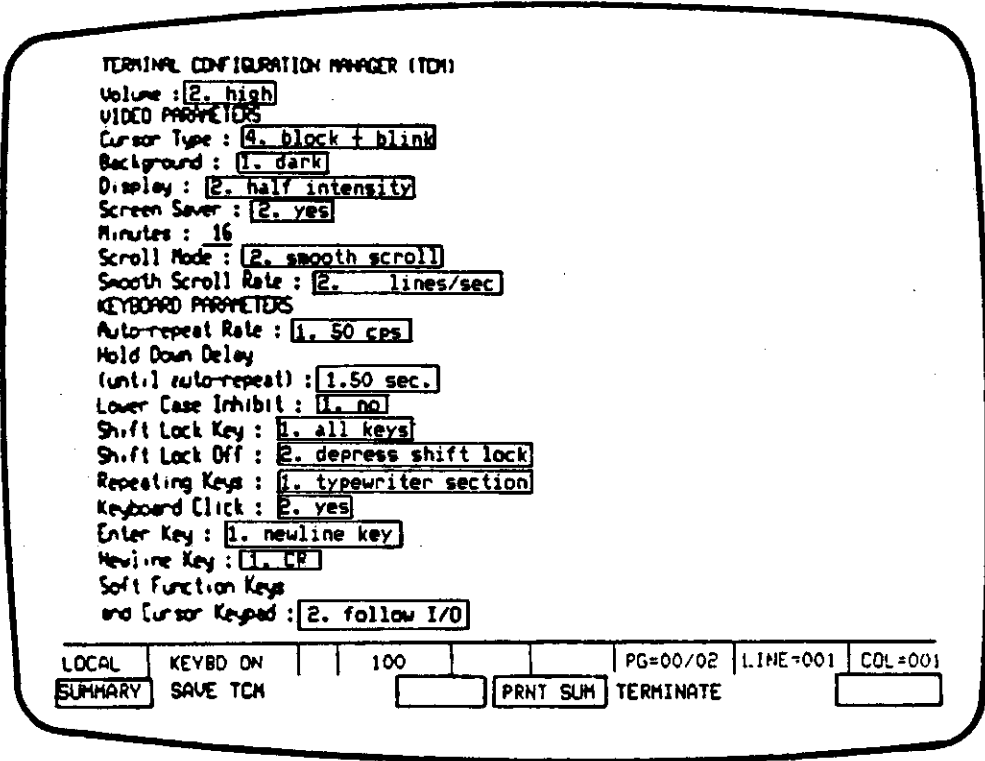 TERMINAL CONFIGURATION MANAGER (TCM)
Volume : 2. high
VIDEO PARAMETERS
Cursor Type : 4. block + blink
Background : 1. dark
Display : 2. half intensity
Screen Saver : 2. yes
Minutes : 16
Scroll Mode : 2. smooth scroll
Smooth Scroll Rate : 2. lines/sec
KEYBOARD PARAMETERS
Auto-repeat Rate : 1. 50 cps
Hold Down Delay
(until auto-repeat) : 1.50 sec.
Lower Case Inhibit : 1. no
Shift Lock Key : 1. all keys
Shift Lock Off : 2. depress shift lock
Repeating Keys : 1. typewriter section
Keyboard Click : 2. yes
Enter Key : 1. newline key
Newline Key : 1. CR
Soft Function Keys
and Cursor Keypad : 2. follow I/O
LOCAL KEYBD ON 100 PG=00/02 LINE=001 COL=001
SUMMARY SAVE TCM PRNT SUM TERMINATE